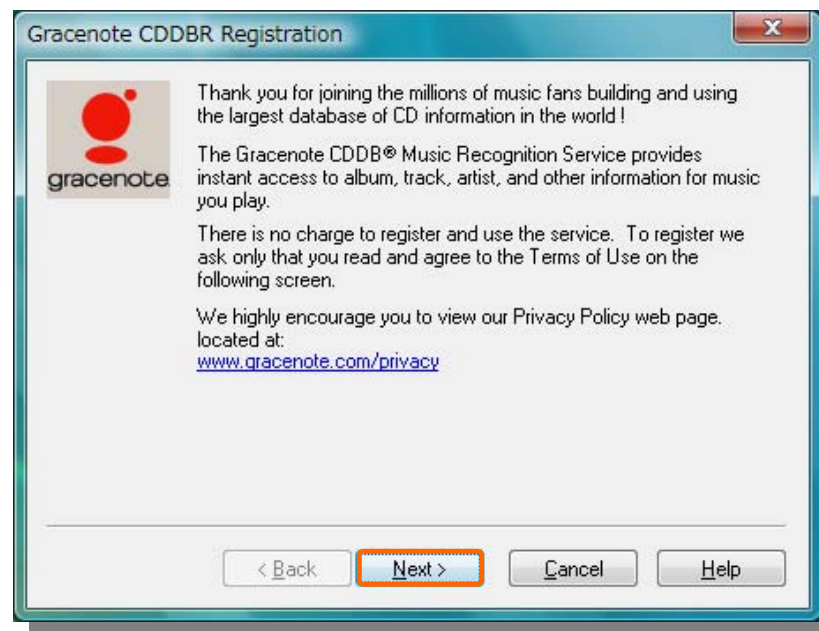 Gracenote CDDBR Registration
X
gracenote
Thank you for joining the millions of music fans building and using
the largest database of CD information in the world !
The Gracenote CDDB® Music Recognition Service provides
instant access to album, track, artist, and other information for music
you play.
There is no charge to register and use the service. To register we
ask only that you read and agree to the Terms of Use on the
following screen.
We highly encourage you to view our Privacy Policy web page.
located at:
www.gracenote.com/privacy
< Back
Next >
Cancel
Help